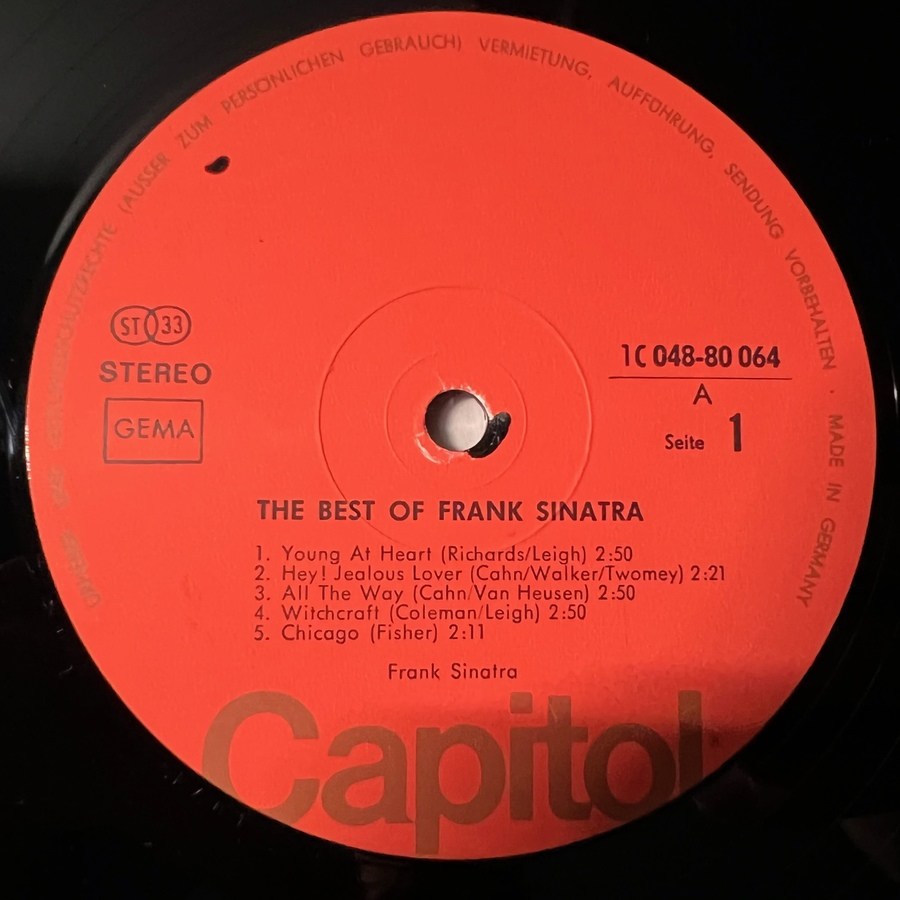 (AUSSER ZUM PERSÖNLICHEN GEBRAUCH) VERMIETUNG, AUFFÜHRUNG, SENDUNG VORBEHALTEN · MADE IN GERMANY
ST 33
STEREO
GEMA
1C 048-80 064
A
Seite 1
THE BEST OF FRANK SINATRA
1. Young At Heart (Richards/Leigh) 2:50
2. Hey! Jealous Lover (Cahn/Walker/Twomey) 2:21
3. All The Way (Cahn/Van Heusen) 2:50
4. Witchcraft (Coleman/Leigh) 2:50
5. Chicago (Fisher) 2:11
Frank Sinatra
Capitol